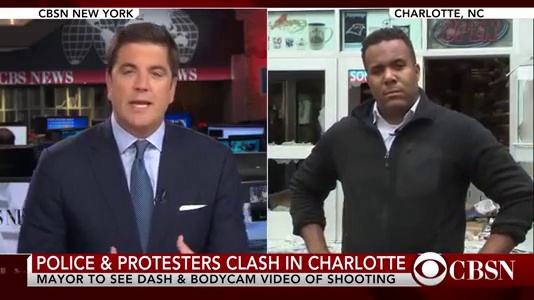 CBSN NEW YORK
CHARLOTTE, NC
CBS NEWS
POLICE & PROTESTERS CLASH IN CHARLOTTE
MAYOR TO SEE DASH & BODYCAM VIDEO OF SHOOTING
CBSN